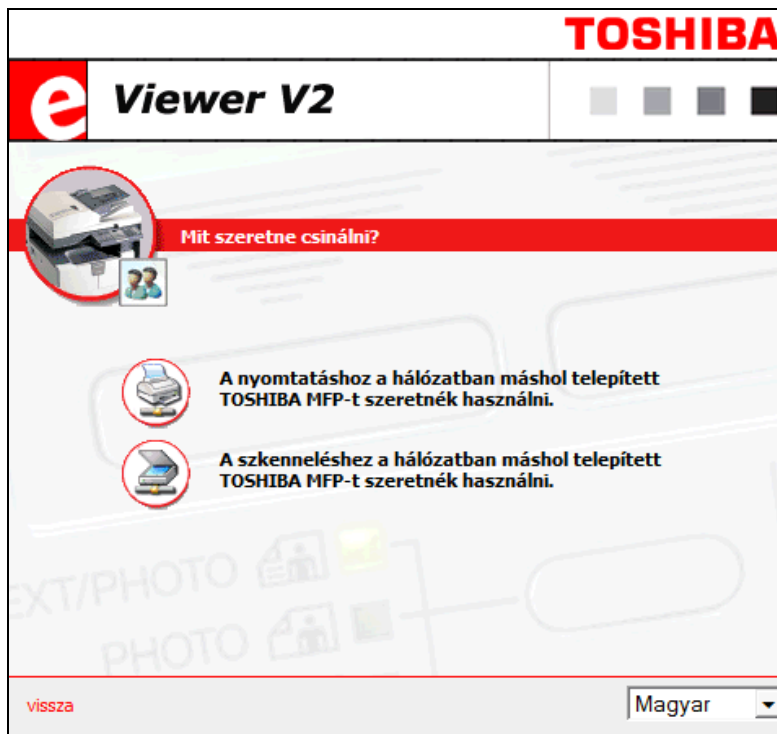 TOSHIBA
e Viewer V2
Mit szeretne csinálni?
A nyomtatáshoz a hálózatban máshol telepített
TOSHIBA MFP-t szeretnék használni.
A szkenneléshez a hálózatban máshol telepített
TOSHIBA MFP-t szeretnék használni.
EXT/PHOTO
PHOTO
vissza
Magyar